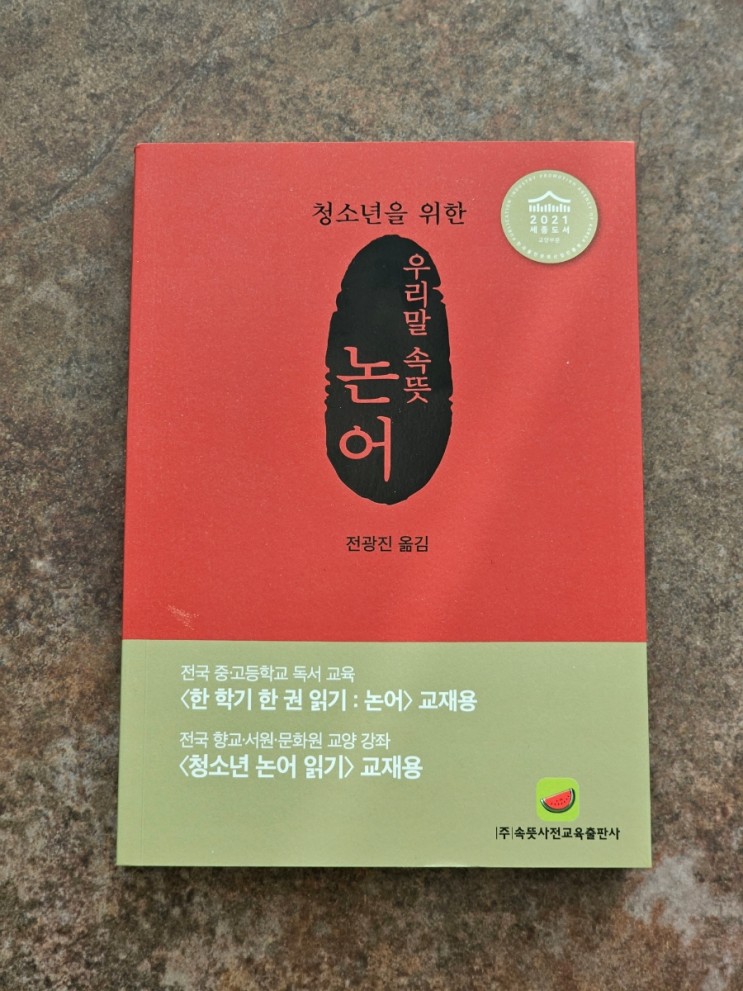 청소년을 위한
우리말 속뜻
논어
2021
세종도서
교양부문
전광진 옮김
전국 중·고등학교 독서 교육
<한 학기 한 권 읽기 : 논어> 교재용
전국 향교·서원·문화원 교양 강좌
<청소년 논어 읽기> 교재용
|주|속뜻사전교육출판사